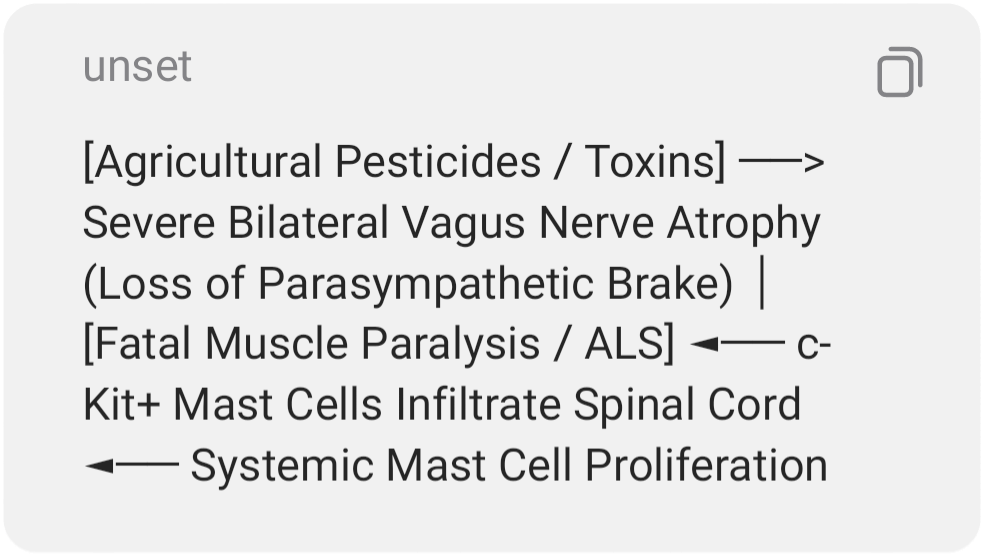 unset
[Agricultural Pesticides / Toxins] ──>
Severe Bilateral Vagus Nerve Atrophy
(Loss of Parasympathetic Brake) │
[Fatal Muscle Paralysis / ALS] ◄── c-
Kit+ Mast Cells Infiltrate Spinal Cord
◄── Systemic Mast Cell Proliferation